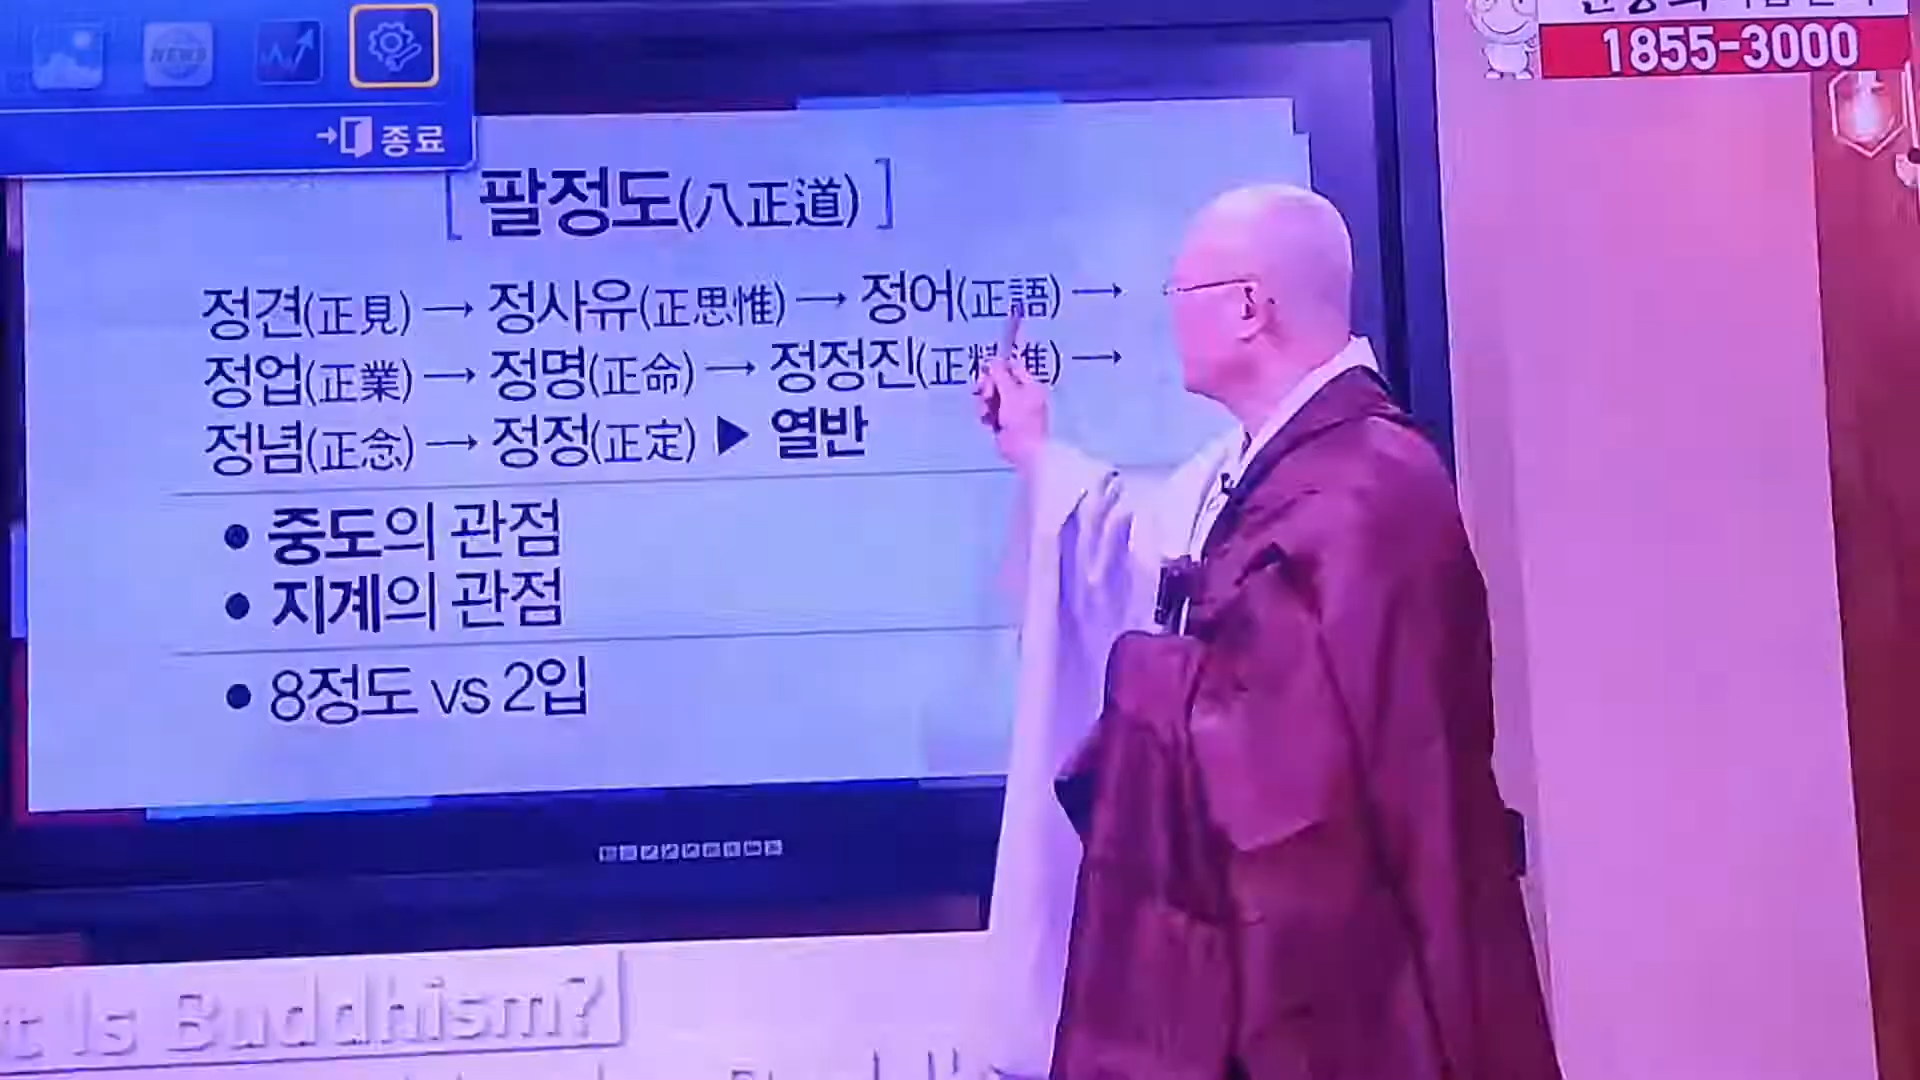 NEWS
종료
1855-3000
[ 팔정도(八正道) ]
정견(正見) → 정사유(正思惟) → 정어(正語) →
정업(正業) → 정명(正命) → 정정진(正精進) →
정념(正念) → 정정(正定) ▶ 열반
• 중도의 관점
• 지계의 관점
• 8정도 vs 2입
t Is Buddhism?